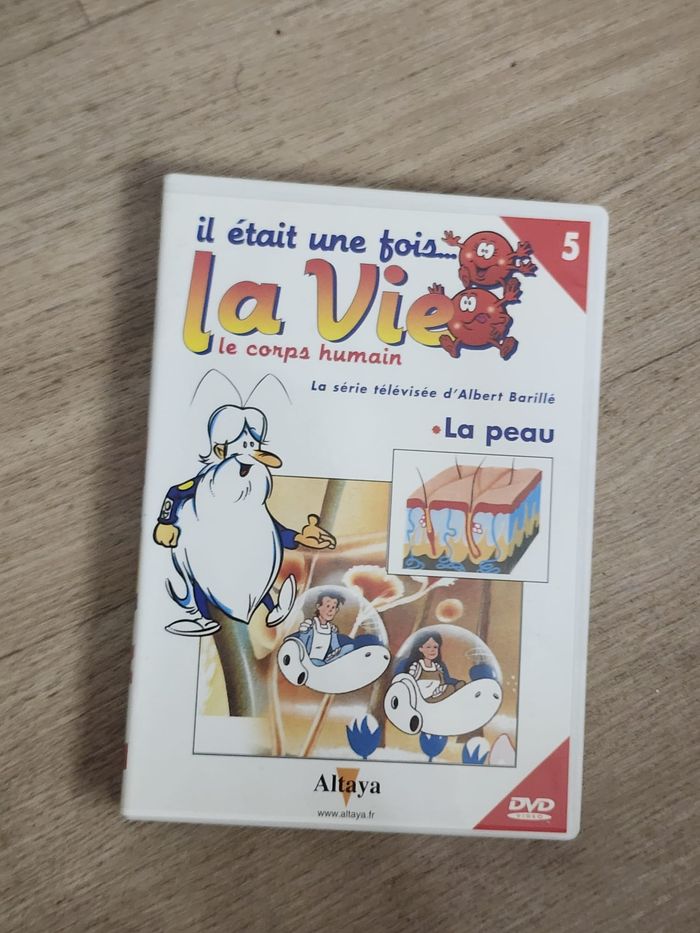 il était une fois...
5
la Vie
le corps humain
La série télévisée d'Albert Barillé
*La peau
Altaya
www.altaya.fr
DVD
VIDEO